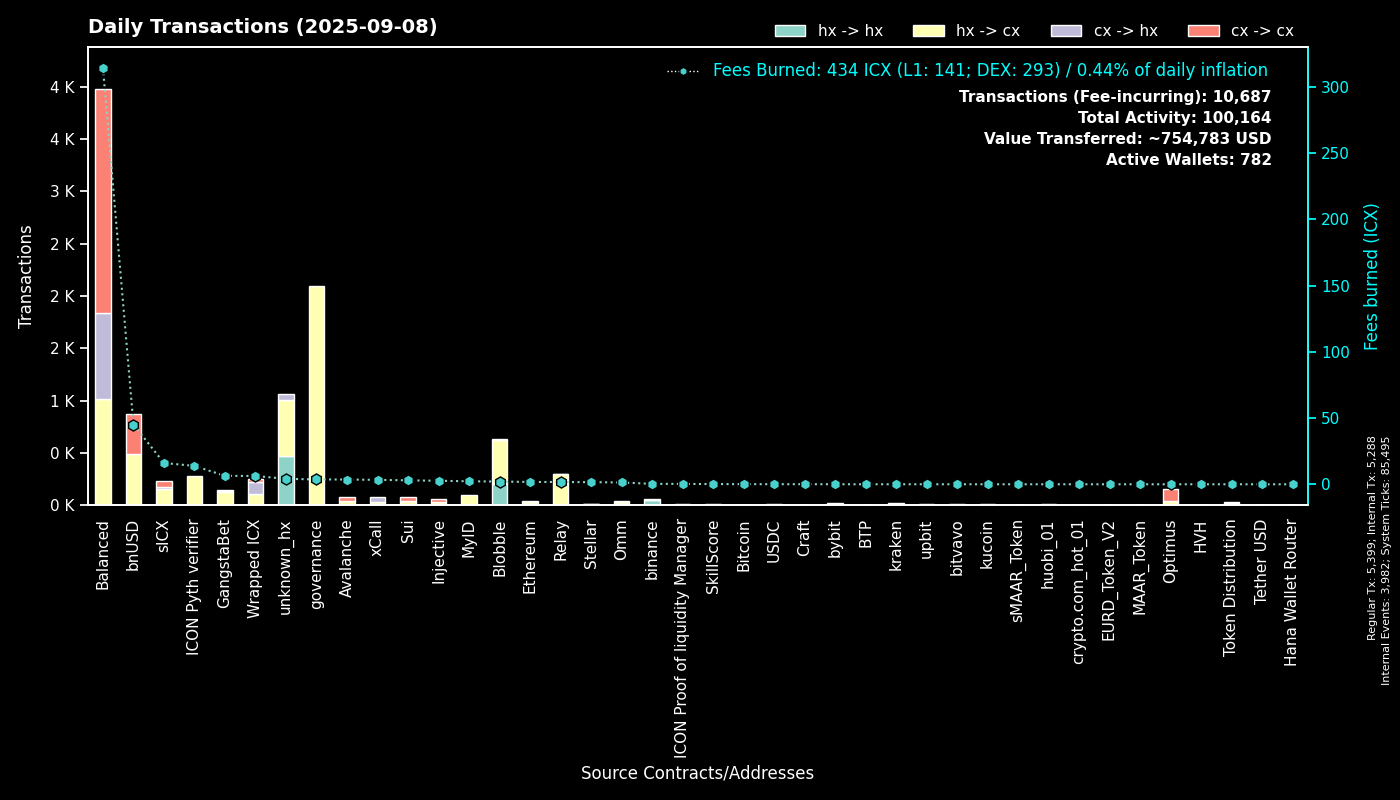 Daily Transactions (2025-09-08)
hx -> hx
hx -> cx
cx -> hx
cx -> cx
Fees Burned: 434 ICX (L1: 141; DEX: 293) / 0.44% of daily inflation
Transactions (Fee-incurring): 10,687
Total Activity: 100,164
Value Transferred: ~754,783 USD
Active Wallets: 782
Transactions
4 K
4 K
3 K
2 K
2 K
2 K
1 K
0 K
0 K
300
250
200
150
100
50
0
Fees burned (ICX)
Balanced
bnUSD
sICX
ICON Pyth verifier
GangstaBet
Wrapped ICX
unknown_hx
governance
Avalanche
xCall
Sui
Injective
MyID
Blobble
Ethereum
Relay
Stellar
Omm
binance
ICON Proof of liquidity Manager
SkillScore
Bitcoin
USDC
Craft
bybit
BTP
kraken
upbit
bitvavo
kucoin
sMAAR_Token
huobi_01
crypto.com_hot_01
EURD_Token_V2
MAAR_Token
Optimus
HVH
Token Distribution
Tether USD
Hana Wallet Router
Source Contracts/Addresses
Regular Tx: 5,399; Internal Tx: 5,288
Internal Events: 3,982; System Ticks: 85,495